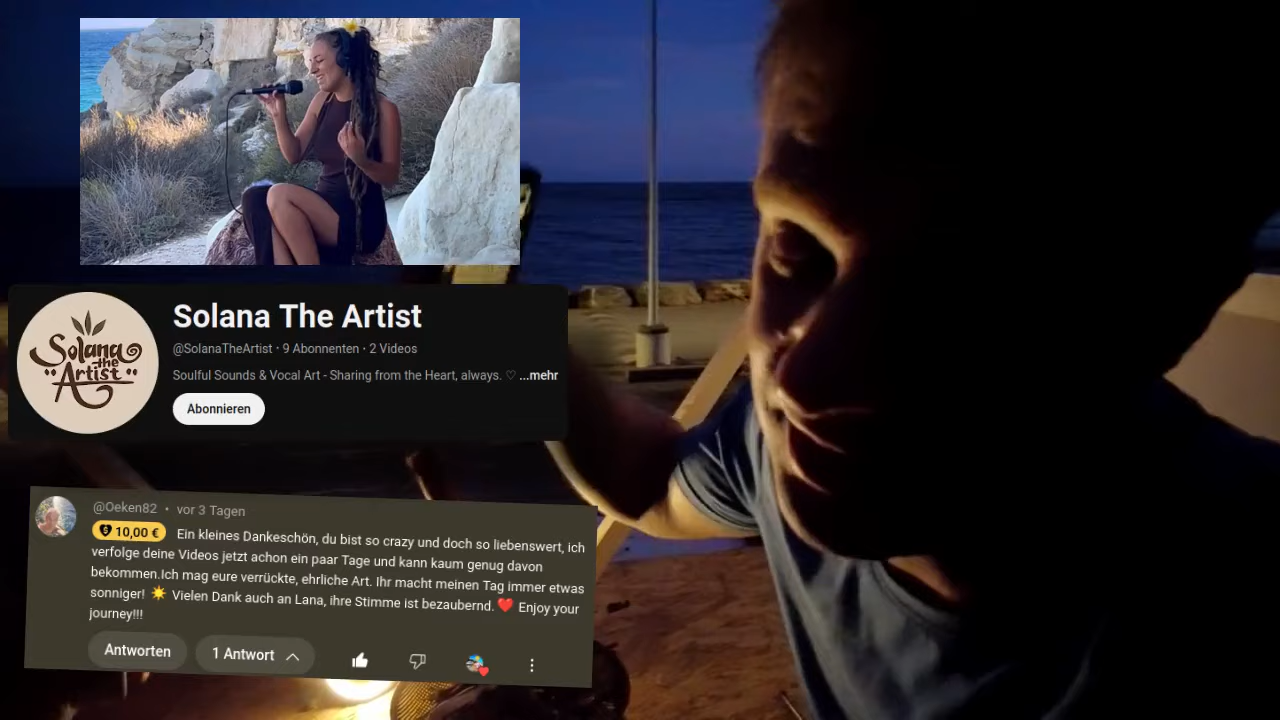 Solana
the
Artist
Solana The Artist
@SolanaTheArtist • 9 Abonnenten • 2 Videos
Soulful Sounds & Vocal Art - Sharing from the Heart, always. ♡ ...mehr
Abonnieren
@Oeken82 • vor 3 Tagen
10,00 € Ein kleines Dankeschön, du bist so crazy und doch so liebenswert, ich
verfolge deine Videos jetzt achon ein paar Tage und kann kaum genug davon
bekommen.Ich mag eure verrückte, ehrliche Art. Ihr macht meinen Tag immer etwas
sonniger! ☀️ Vielen Dank auch an Lana, ihre Stimme ist bezaubernd.❤️ Enjoy your
journey!!!
Antworten 1 Antwort